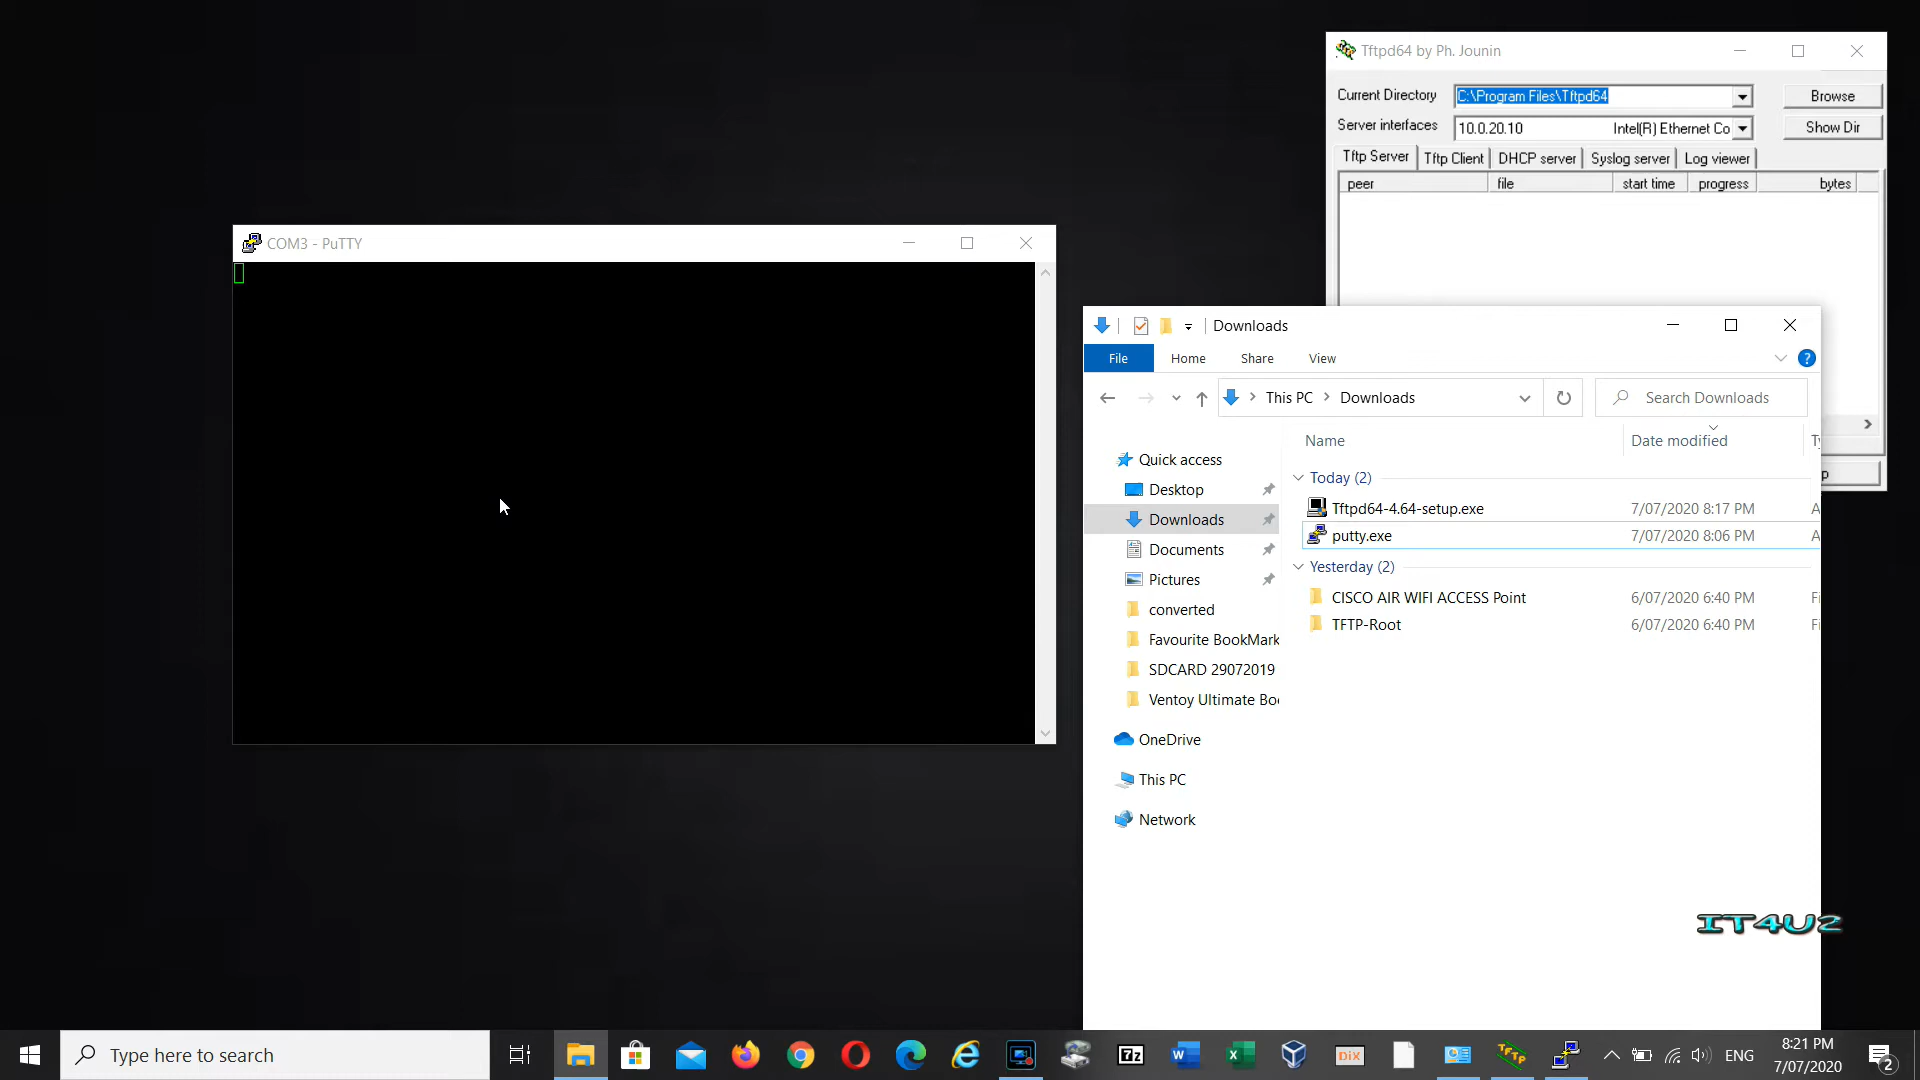 Tftpd64 by Ph. Jounin
Current Directory C:\Program Files\Tftpd64 Browse
Server interfaces 10.0.20.10 Intel(R) Ethernet Co Show Dir
Tftp Server Tftp Client DHCP server Syslog server Log viewer
peer file start time progress bytes
COM3 - PuTTY
Downloads
File Home Share View
This PC Downloads Search Downloads
Name Date modified
Quick access
Desktop
Downloads
Documents
Pictures
converted
Favourite BookMark
SDCARD 29072019
Ventoy Ultimate Bo
OneDrive
This PC
Network
Today (2)
Tftpd64-4.64-setup.exe 7/07/2020 8:17 PM A
putty.exe 7/07/2020 8:06 PM A
Yesterday (2)
CISCO AIR WIFI ACCESS Point 6/07/2020 6:40 PM
TFTP-Root 6/07/2020 6:40 PM
p
IT4U2
Type here to search
7z
DIX
TFTP
ENG
8:21 PM
7/07/2020
2